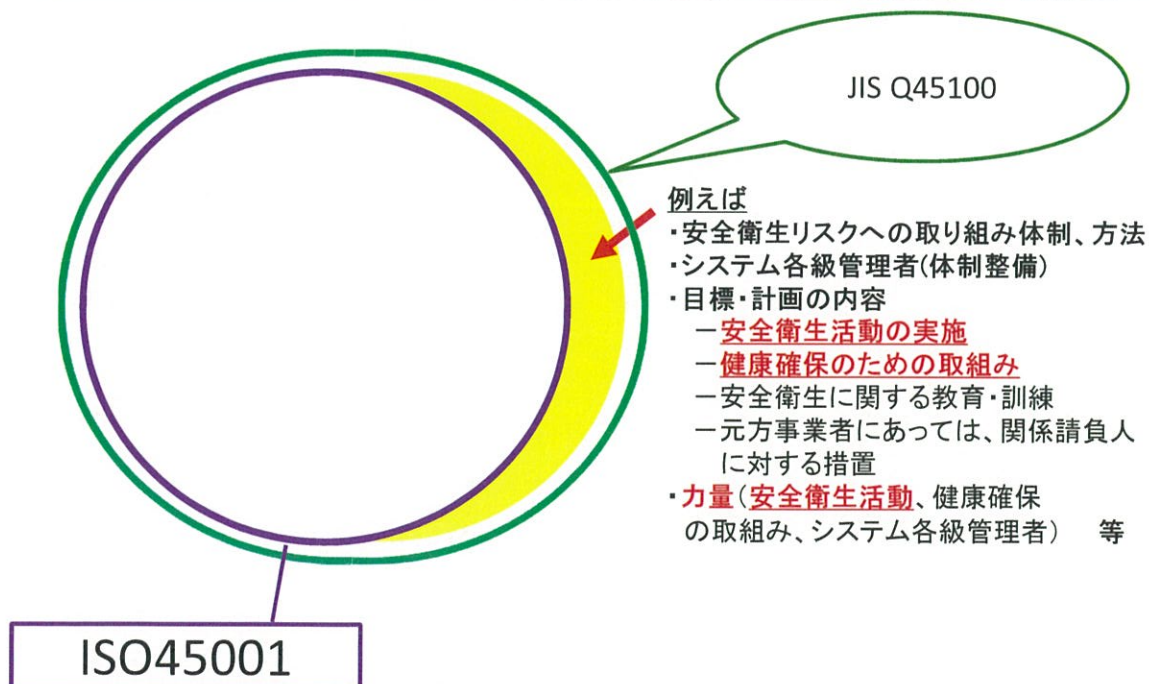 JIS Q45100
例えば
・安全衛生リスクへの取り組み体制、方法
・システム各級管理者(体制整備)
・目標・計画の内容
－安全衛生活動の実施
－健康確保のための取組み
－安全衛生に関する教育・訓練
－元方事業者にあっては、関係請負人
に対する措置
・力量(安全衛生活動、健康確保
の取組み、システム各級管理者)　等
ISO45001